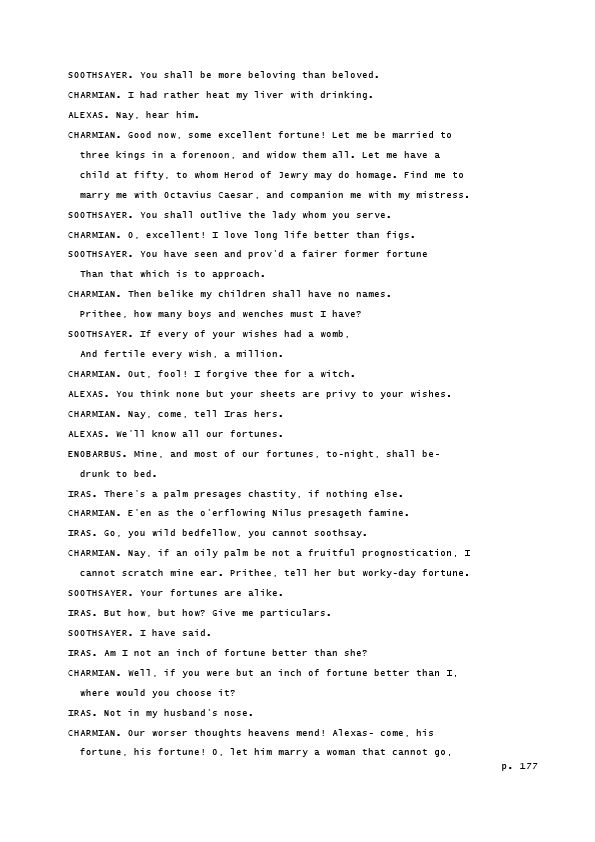 SOOTHSAYER. You shall be more beloving than beloved.
CHARMIAN. I had rather heat my liver with drinking.
ALEXAS. Nay, hear him.
CHARMIAN. Good now, some excellent fortune! Let me be married to
three kings in a forenoon, and widow them all. Let me have a
child at fifty, to whom Herod of Jewry may do homage. Find me to
marry me with Octavius Caesar, and companion me with my mistress.
SOOTHSAYER. You shall outlive the lady whom you serve.
CHARMIAN. O, excellent! I love long life better than figs.
SOOTHSAYER. You have seen and prov'd a fairer former fortune
Than that which is to approach.
CHARMIAN. Then belike my children shall have no names.
Prithee, how many boys and wenches must I have?
SOOTHSAYER. If every of your wishes had a womb,
And fertile every wish, a million.
CHARMIAN. Out, fool! I forgive thee for a witch.
ALEXAS. You think none but your sheets are privy to your wishes.
CHARMIAN. Nay, come, tell Iras hers.
ALEXAS. We'll know all our fortunes.
ENOBARBUS. Mine, and most of our fortunes, to-night, shall be-
drunk to bed.
IRAS. There's a palm presages chastity, if nothing else.
CHARMIAN. E'en as the o'erflowing Nilus presageth famine.
IRAS. Go, you wild bedfellow, you cannot soothsay.
CHARMIAN. Nay, if an oily palm be not a fruitful prognostication, I
cannot scratch mine ear. Prithee, tell her but worky-day fortune.
SOOTHSAYER. Your fortunes are alike.
IRAS. But how, but how? Give me particulars.
SOOTHSAYER. I have said.
IRAS. Am I not an inch of fortune better than she?
CHARMIAN. Well, if you were but an inch of fortune better than I,
where would you choose it?
IRAS. Not in my husband's nose.
CHARMIAN. Our worser thoughts heavens mend! Alexas- come, his
fortune, his fortune! O, let him marry a woman that cannot go,
p. 177